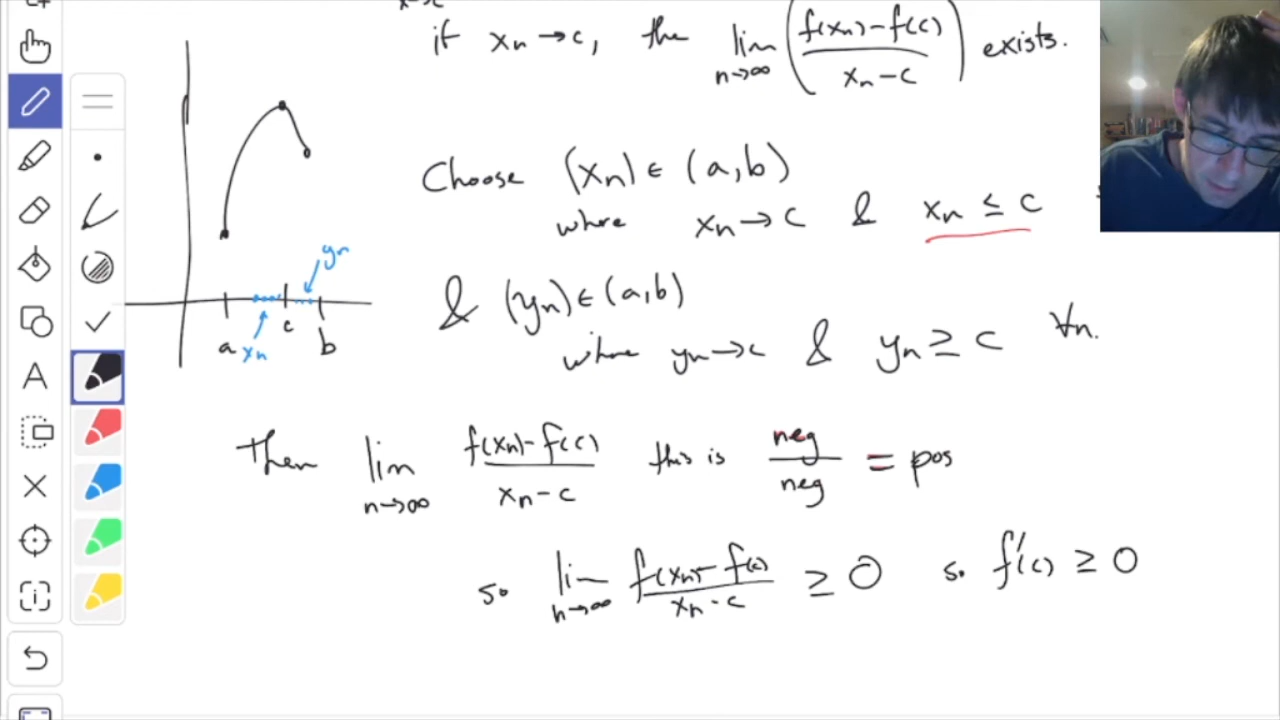 x→c
if xₙ → c, the lim n→∞ ( f(xₙ) - f(c) / xₙ - c ) exists.
Choose (xₙ) ∈ (a,b)
where xₙ → c & xₙ ≤ c
& (yₙ) ∈ (a,b)
where yₙ → c & yₙ ≥ c ∀n.
yₙ
a xₙ c b
Then lim n→∞ f(xₙ) - f(c) / xₙ - c this is neg / neg = pos
so lim n→∞ f(xₙ) - f(c) / xₙ - c ≥ 0 so f'(c) ≥ 0
A